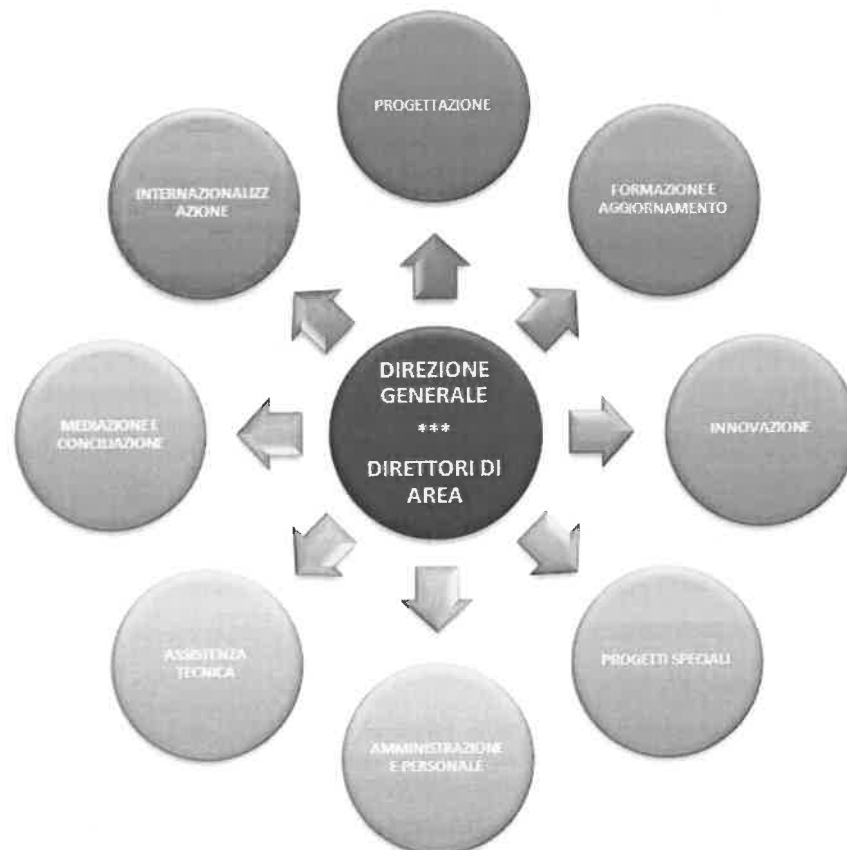 PROGETTAZIONE
INTERNAZIONALIZZ
AZIONE
FORMAZIONE E
AGGIORNAMENTO
DIREZIONE
GENERALE
***
DIRETTORI DI
AREA
MEDIAZIONE E
CONCILIAZIONE
INNOVAZIONE
ASSISTENZA
TECNICA
PROGETTI SPECIALI
AMMINISTRAZIONE
E PERSONALE